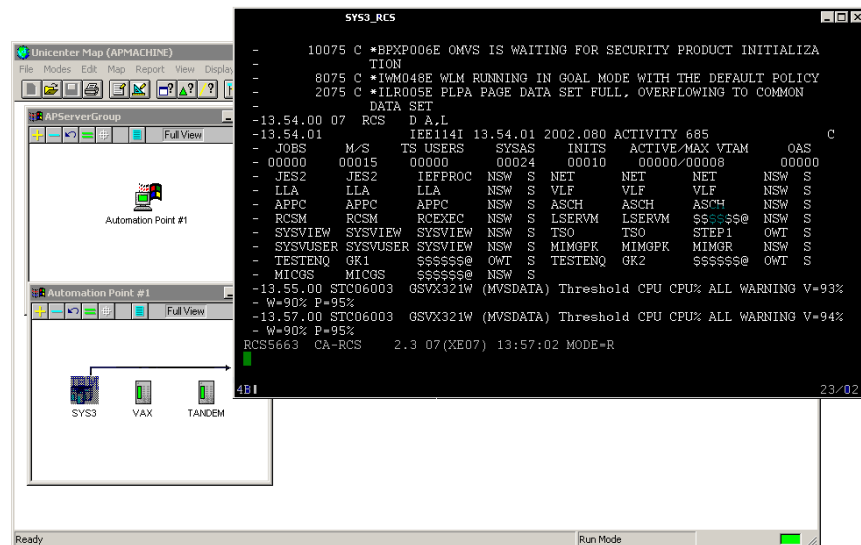 SYS3_RCS
-       10075 C *BPXP006E OMVS IS WAITING FOR SECURITY PRODUCT INITIALIZA
-               TION
-        8075 C *IWM048E WLM RUNNING IN GOAL MODE WITH THE DEFAULT POLICY
-        2075 C *ILR005E PLPA PAGE DATA SET FULL, OVERFLOWING TO COMMON
-               DATA SET
-13.54.00 07  RCS   D A,L
-13.54.01            IEE114I 13.54.01 2002.080 ACTIVITY 685               C
-  JOBS     M/S    TS USERS    SYSAS    INITS   ACTIVE/MAX VTAM     OAS
- 00000    00015    00000      00024    00010    00000/00008       00000
-  JES2     JES2     IEFPROC  NSW  S  NET      NET      NET      NSW  S
-  LLA      LLA      LLA      NSW  S  VLF      VLF      VLF      NSW  S
-  APPC     APPC     APPC     NSW  S  ASCH     ASCH     ASCH     NSW  S
-  RCSM     RCSM     RCEXEC   NSW  S  LSERVM   LSERVM   $$$$$$@  NSW  S
-  SYSVIEW  SYSVIEW  SYSVIEW  NSW  S  TSO      TSO      STEP1    OWT  S
-  SYSVUSER SYSVUSER SYSVIEW  NSW  S  MIMGPK   MIMGPK   MIMGR    NSW  S
-  TESTENQ  GK1      $$$$$$@  OWT  S  TESTENQ  GK2      $$$$$$@  OWT  S
-  MICGS    MICGS    $$$$$$@  NSW  S
-13.55.00 STC06003  GSVX321W (MVSDATA) Threshold CPU CPU% ALL WARNING V=93%
- W=90% P=95%
-13.57.00 STC06003  GSVX321W (MVSDATA) Threshold CPU CPU% ALL WARNING V=94%
- W=90% P=95%
RCS5663  CA-RCS    2.3 07(XE07) 13:57:02 MODE=R
4B
23/02
Unicenter Map (APMACHINE)
File Modes Edit Map Report View Display
APServerGroup
Full View
Automation Point #1
Automation Point #1
Full View
SYS3 VAX TANDEM
Ready Run Mode